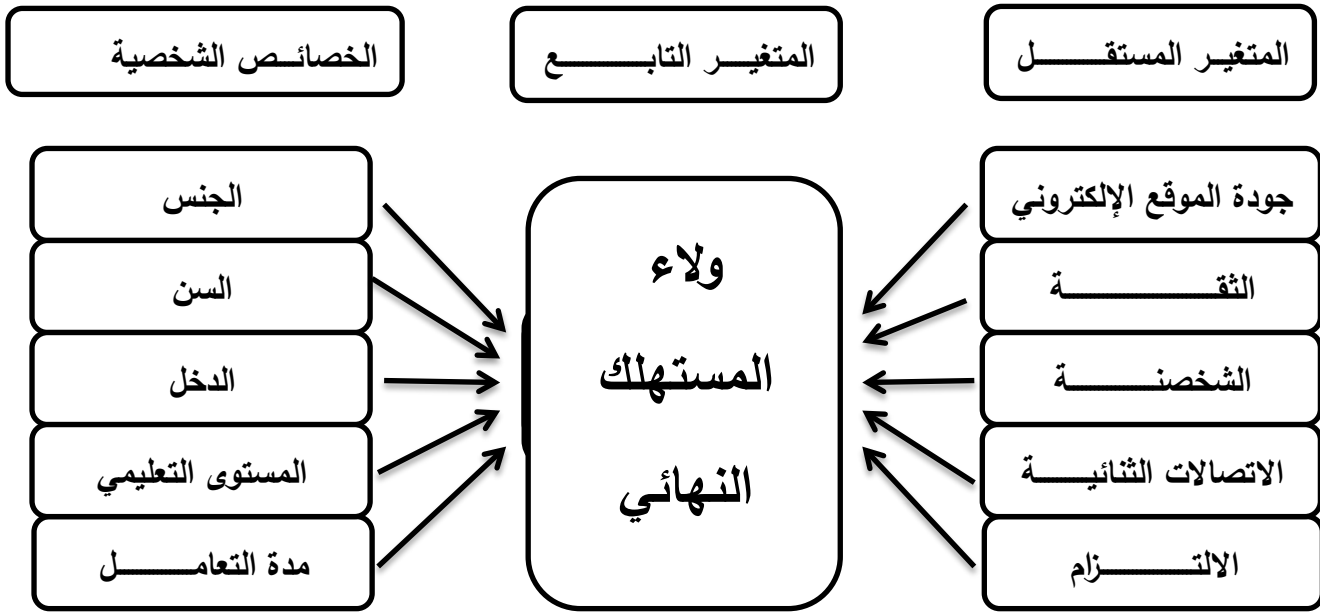 المتغير المستقل
المتغير التابع
الخصائص الشخصية
جودة الموقع الإلكتروني
الثقة
الشخصنة
الاتصالات الثنائية
الالتزام
ولاء
المستهلك
النهائي
الجنس
السن
الدخل
المستوى التعليمي
مدة التعامل